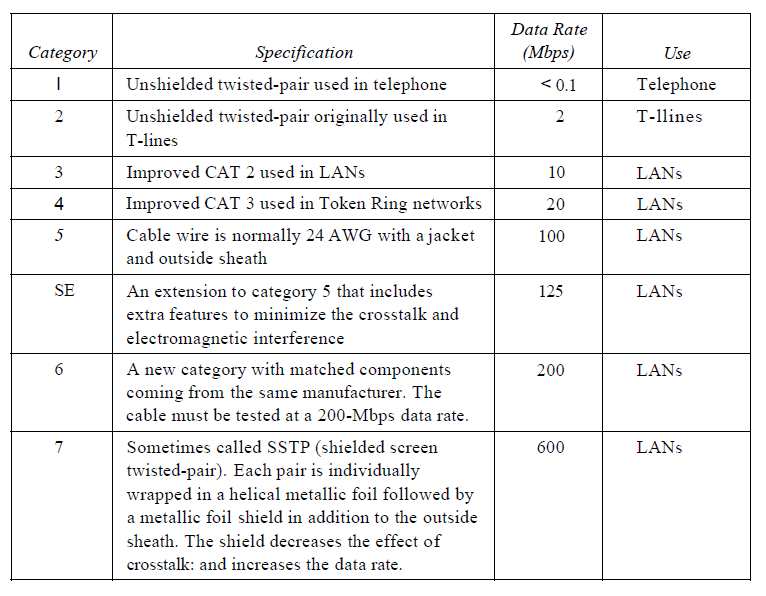 Data Rate
Category Specification (Mbps) Use
I Unshielded twisted-pair used in telephone < 0.1 Telephone
2 Unshielded twisted-pair originally used in 2 T-llines
T-lines
3 Improved CAT 2 used in LANs 10 LANs
4 Improved CAT 3 used in Token Ring networks 20 LANs
5 Cable wire is normally 24 AWG with a jacket 100 LANs
and outside sheath
SE An extension to category 5 that includes 125 LANs
extra features to minimize the crosstalk and
electromagnetic interference
6 A new category with matched components 200 LANs
coming from the same manufacturer. The
cable must be tested at a 200-Mbps data rate.
7 Sometimes called SSTP (shielded screen 600 LANs
twisted-pair). Each pair is individually
wrapped in a helical metallic foil followed by
a metallic foil shield in addition to the outside
sheath. The shield decreases the effect of
crosstalk: and increases the data rate.